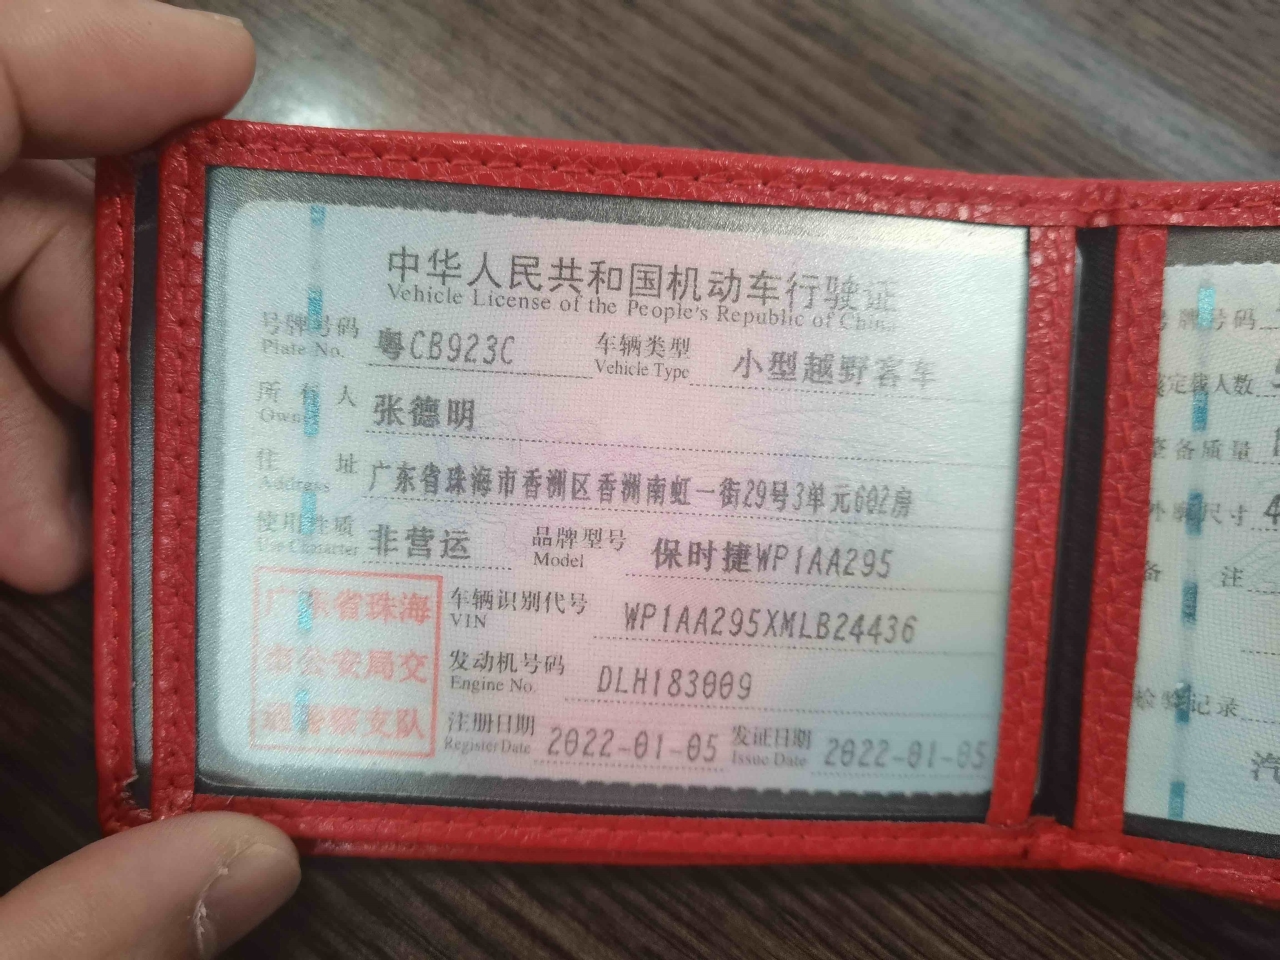 中华人民共和国机动车行驶证
Vehicle License of the People's Republic of China
号牌号码 粤CB923C 车辆类型 小型越野客车
Plate No. Vehicle Type
所有人 张德明
Owner
住址 广东省珠海市香洲区香洲南虹一街29号3单元602房
Address
使用性质 非营运 品牌型号 保时捷WP1AA295
Use Character Model
车辆识别代号 WP1AA295XMLB24436
VIN
发动机号码 DLH183009
Engine No.
注册日期 2022-01-05 发证日期 2022-01-05
Register Date Issue Date
广东省珠海
市公安局交
通警察支队
号牌号码
核定载人数
整备质量
外廓尺寸 4
备注
检验记录
汽